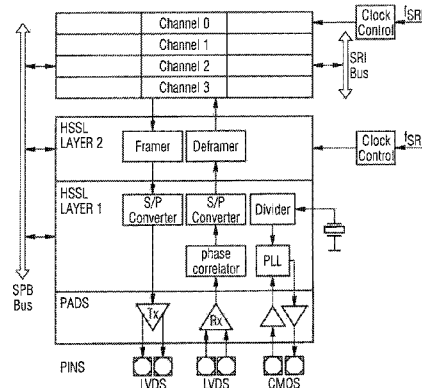 Channel 0
Clock
Control
fSRI
Channel 1
Channel 2
SRI
Bus
Channel 3
HSSL
LAYER 2
Framer
Deframer
Clock
Control
fSRI
HSSL
LAYER 1
S/P
Converter
S/P
Converter
Divider
phase
correlator
PLL
SPB
Bus
PADS
Tx
Rx
PINS
LVDS
LVDS
CMOS